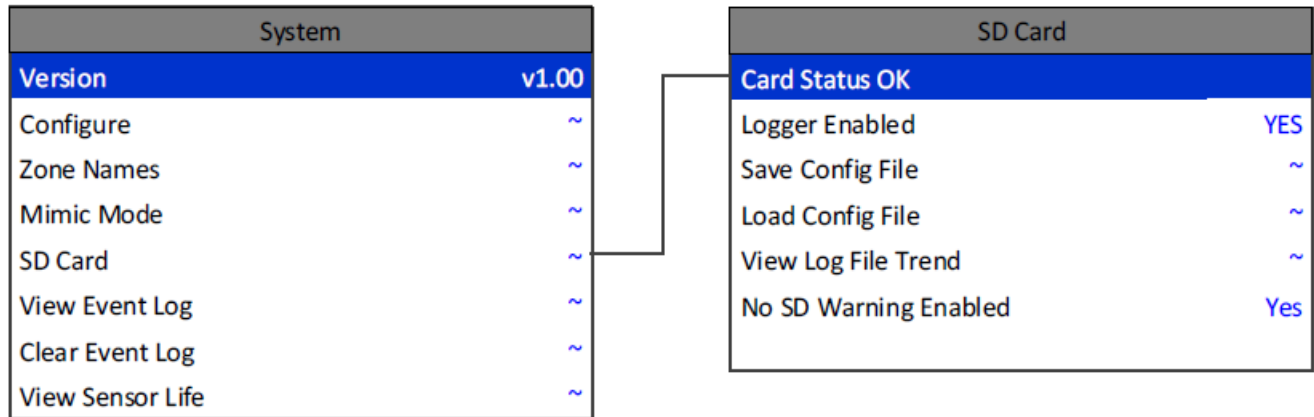 System
Version v1.00
Configure ~
Zone Names ~
Mimic Mode ~
SD Card ~
View Event Log ~
Clear Event Log ~
View Sensor Life ~
SD Card
Card Status OK
Logger Enabled YES
Save Config File ~
Load Config File ~
View Log File Trend ~
No SD Warning Enabled Yes